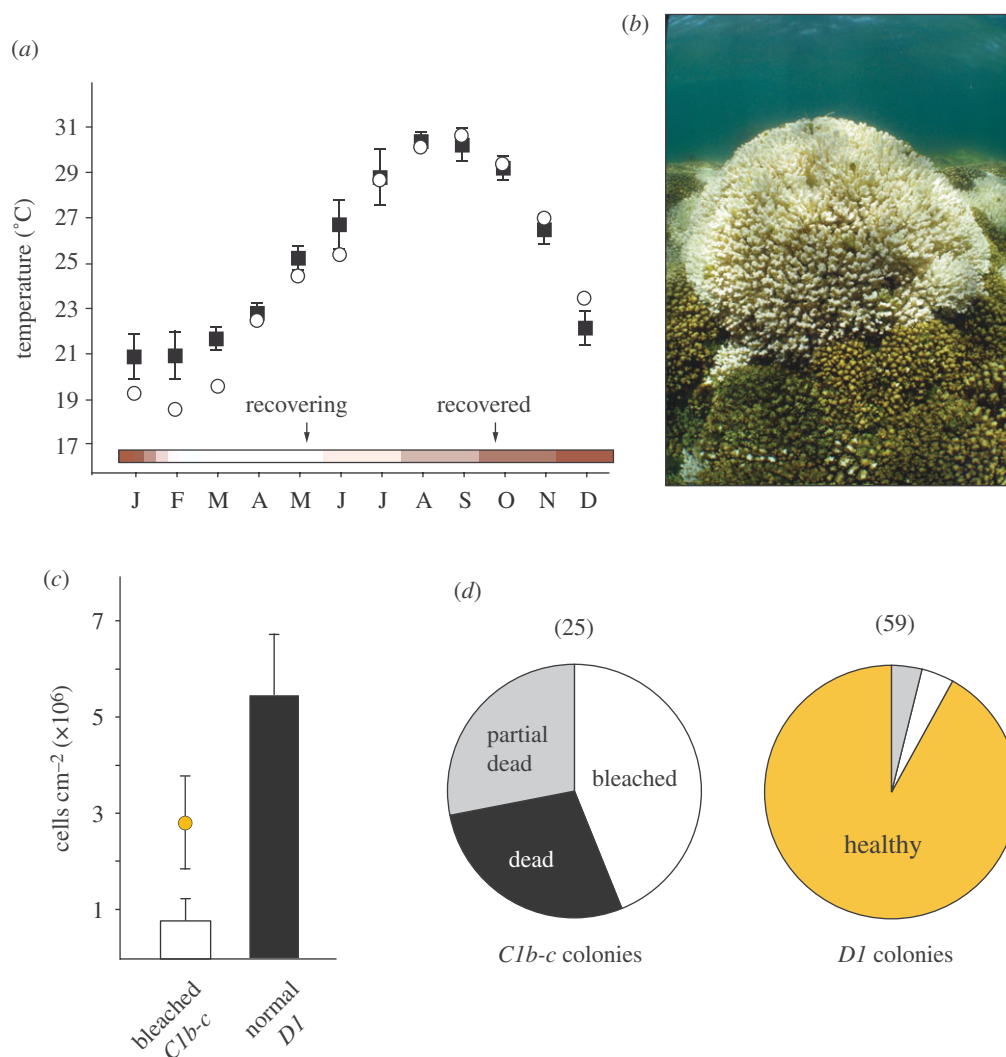 (a)
temperature (˚C)
31
29
27
25
23
21
19
17
recovering
recovered
J F M A M J J A S O N D
(b)
(c)
cells cm⁻² (×10⁶)
7
5
3
1
bleached
C1b-c
normal
D1
(d)
(25)
partial
dead
bleached
dead
C1b-c colonies
(59)
healthy
D1 colonies